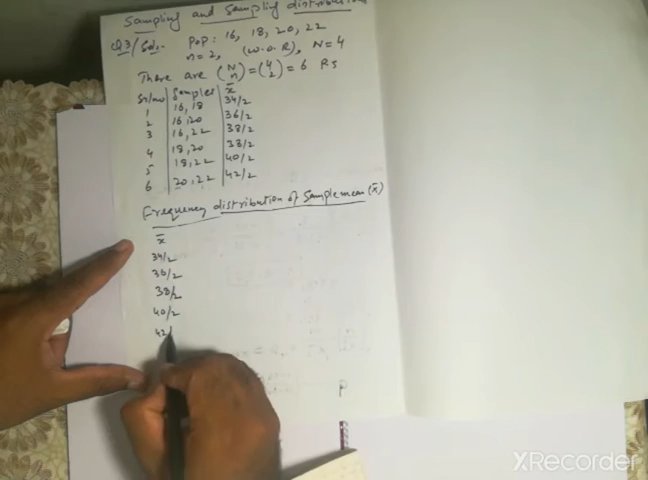 Sampling and Sampling distribution
Q3/ Sol:- Pop: 16, 18, 20, 22
n=2, (w.o.R), N=4
There are (N n) = (4 2) = 6 RS
Sr/no Samples x̄
1 16, 18 34/2
2 16, 20 36/2
3 16, 22 38/2
4 18, 20 38/2
5 18, 22 40/2
6 20, 22 42/2
Frequency distribution of Sample mean (x̄)
x̄
34/2
36/2
38/2
40/2
42/
P
XRecorder